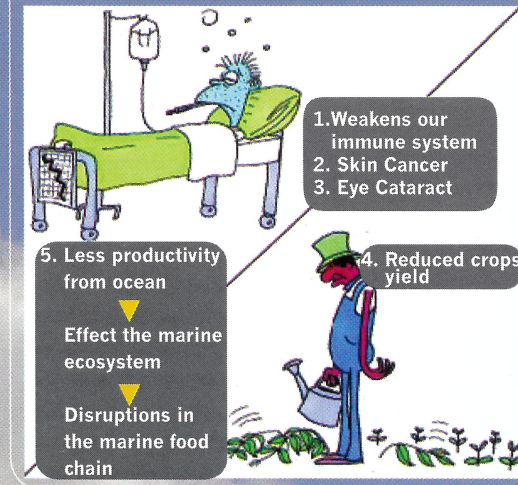 1.Weakens our
immune system
2. Skin Cancer
3. Eye Cataract
4. Reduced crops
yield
5. Less productivity
from ocean
Effect the marine
ecosystem
Disruptions in
the marine food
chain